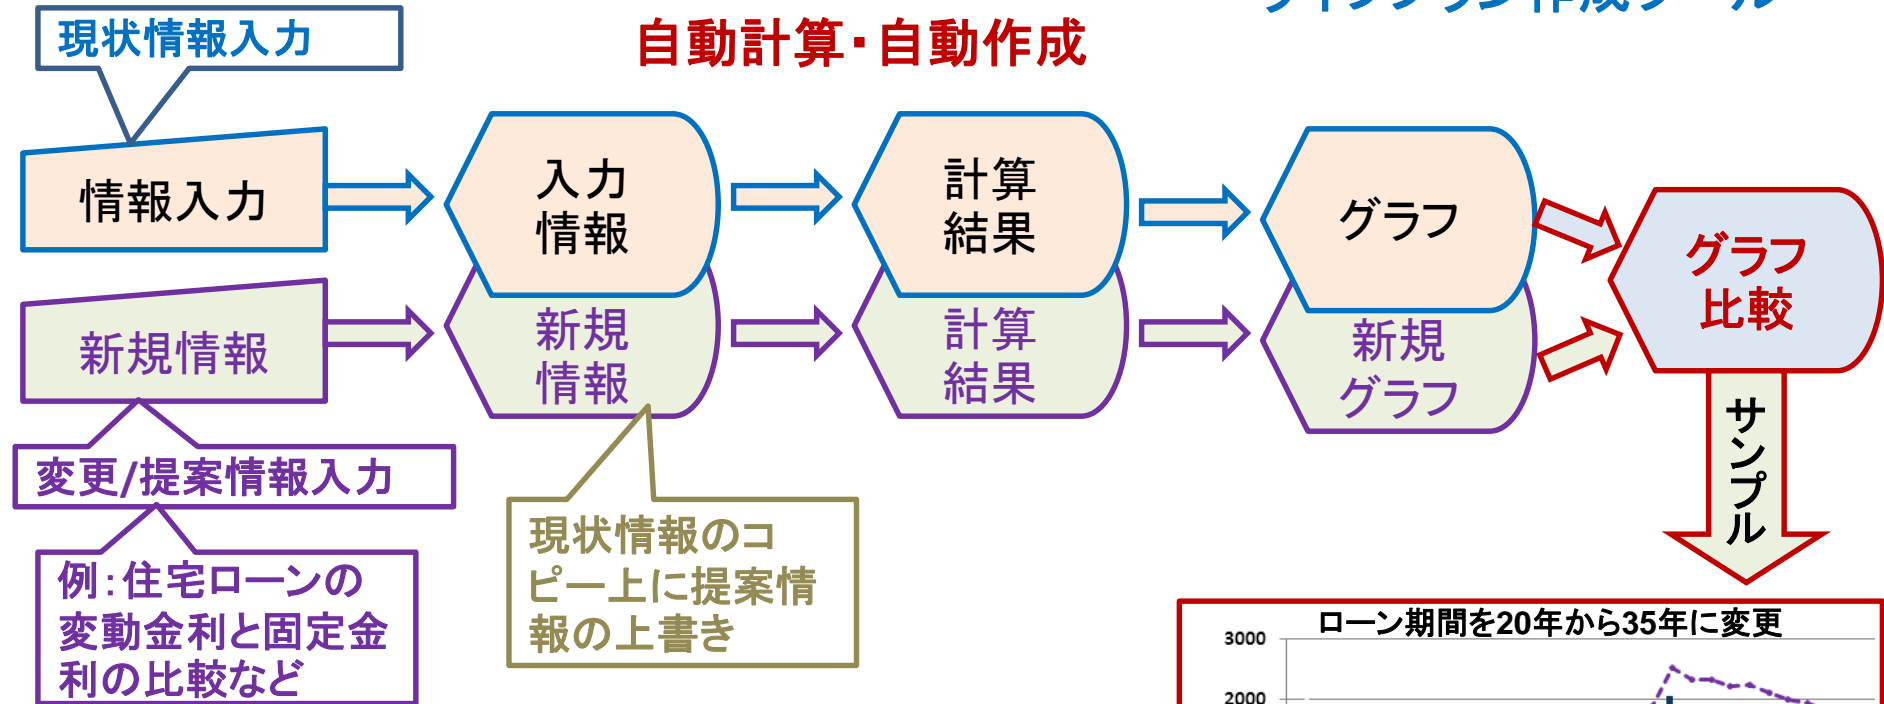 現状情報入力
自動計算・自動作成
情報入力
入力
情報
計算
結果
グラフ
グラフ
比較
新規情報
新規
情報
計算
結果
新規
グラフ
サンプル
変更/提案情報入力
現状情報のコ
ピー上に提案情
報の上書き
例：住宅ローンの
変動金利と固定金
利の比較など
ローン期間を20年から35年に変更
3000
2000